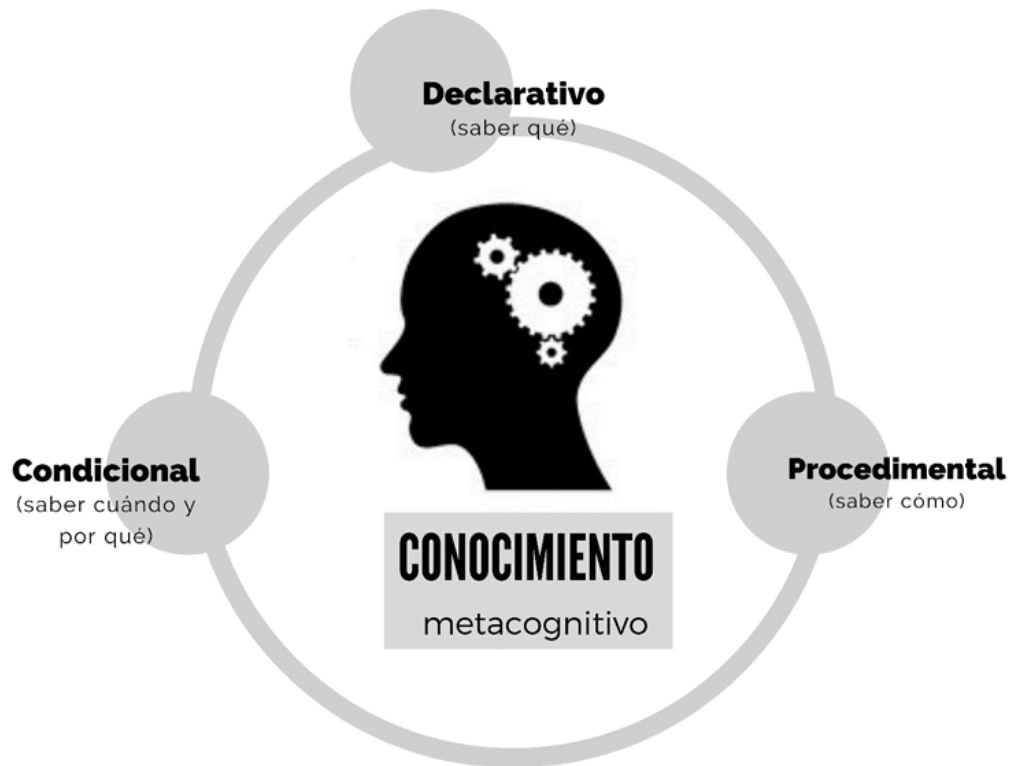 Declarativo
(saber qué)
Condicional
(saber cuándo y
por qué)
Procedimental
(saber cómo)
CONOCIMIENTO
metacognitivo